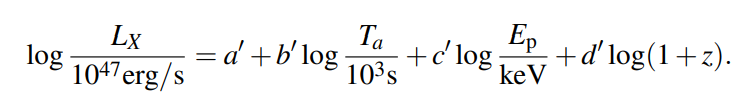 log L_X / 10^47 erg/s = a′ + b′ log T_a / 10^3 s + c′ log E_p / keV + d′ log(1 + z).